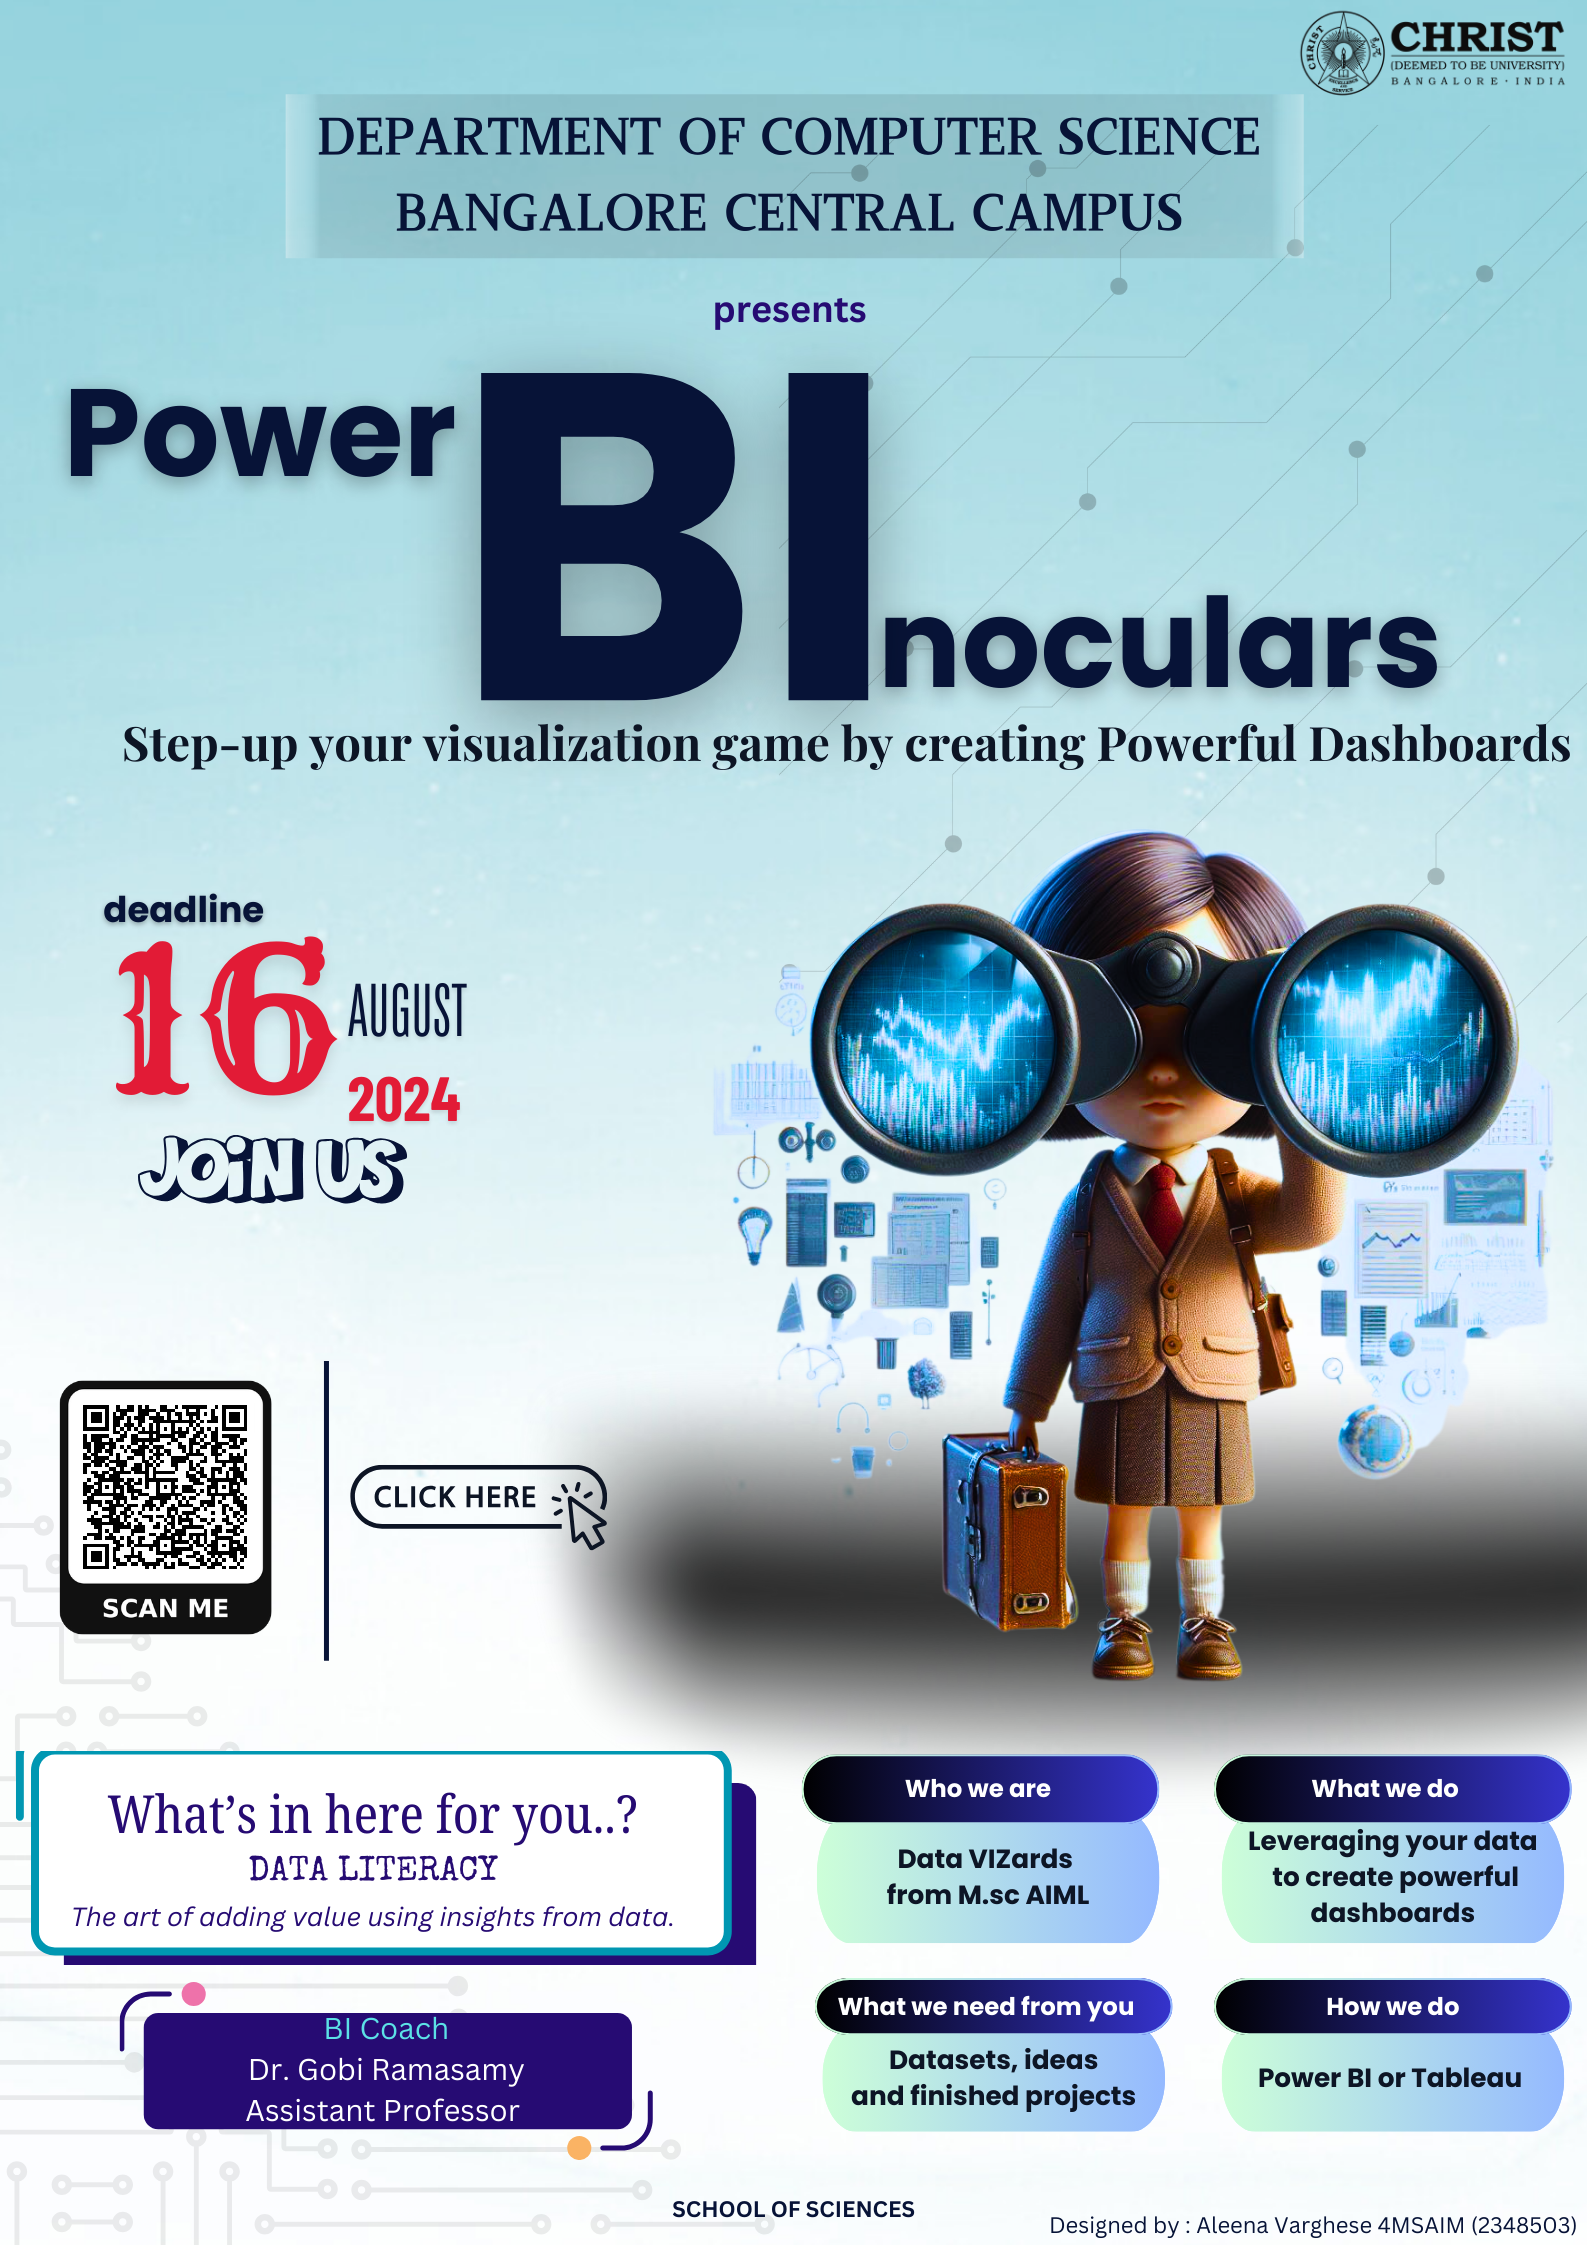 CHRIST
(DEEMED TO BE UNIVERSITY)
BANGALORE · INDIA
DEPARTMENT OF COMPUTER SCIENCE
BANGALORE CENTRAL CAMPUS
presents
Power BInoculars
Step-up your visualization game by creating Powerful Dashboards
deadline
16 AUGUST
2024
JOiN US
CLICK HERE
SCAN ME
What's in here for you..?
DATA LITERACY
The art of adding value using insights from data.
BI Coach
Dr. Gobi Ramasamy
Assistant Professor
Who we are
Data VIZards
from M.sc AIML
What we do
Leveraging your data
to create powerful
dashboards
What we need from you
Datasets, ideas
and finished projects
How we do
Power BI or Tableau
SCHOOL OF SCIENCES
Designed by : Aleena Varghese 4MSAIM (2348503)